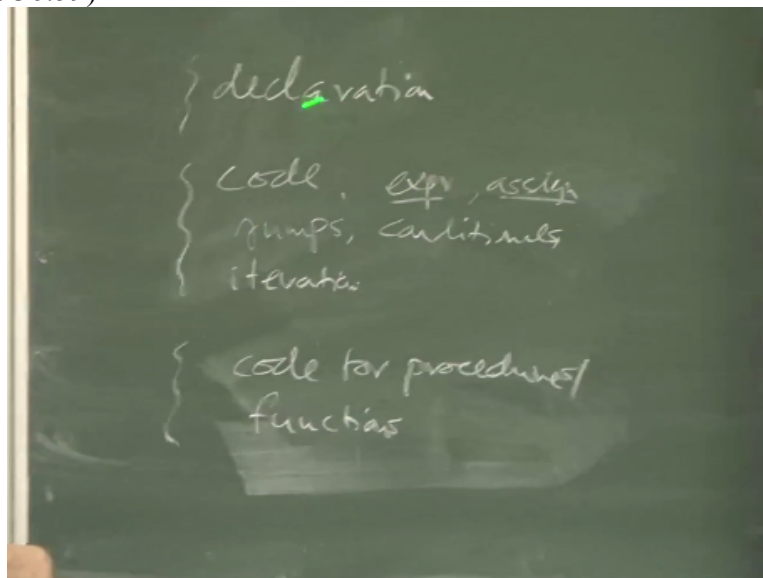 declaration
code, expr, assign
jumps, conditionals,
iteration
code for procedures/
functions